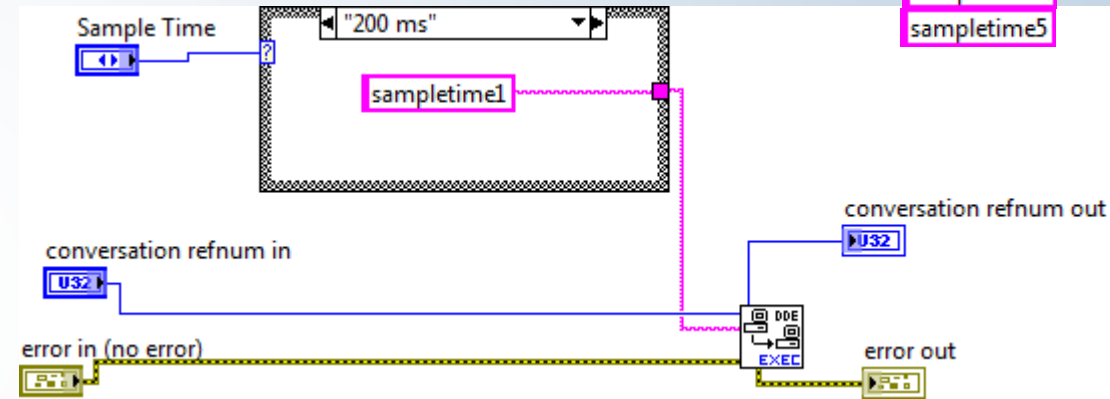 Sample Time
"200 ms"
sampletime5
?
sampletime1
conversation refnum out
U32
conversation refnum in
U32
DDE
EXEC
error in (no error)
error out